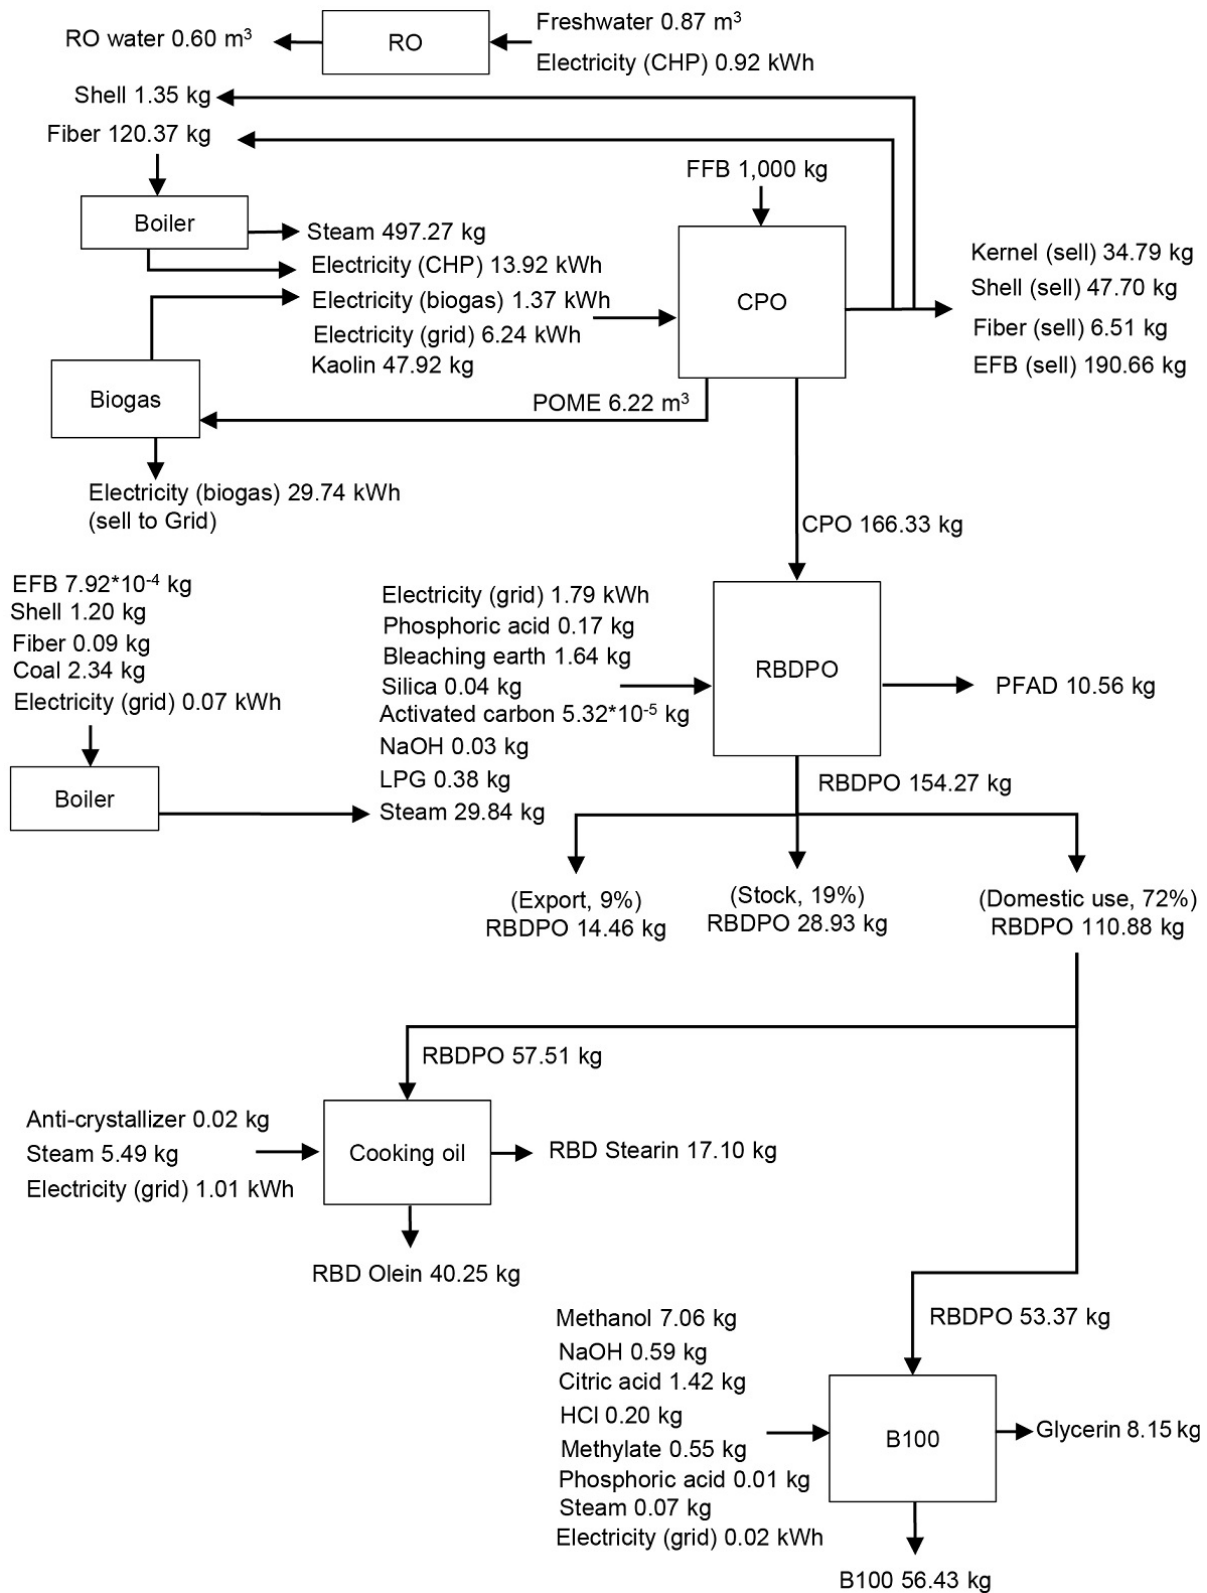 RO water 0.60 m³
RO
Freshwater 0.87 m³
Electricity (CHP) 0.92 kWh
Shell 1.35 kg
Fiber 120.37 kg
Boiler
Steam 497.27 kg
Electricity (CHP) 13.92 kWh
Electricity (biogas) 1.37 kWh
Electricity (grid) 6.24 kWh
Kaolin 47.92 kg
FFB 1,000 kg
CPO
Kernel (sell) 34.79 kg
Shell (sell) 47.70 kg
Fiber (sell) 6.51 kg
EFB (sell) 190.66 kg
Biogas
POME 6.22 m³
Electricity (biogas) 29.74 kWh
(sell to Grid)
CPO 166.33 kg
EFB 7.92*10⁻⁴ kg
Shell 1.20 kg
Fiber 0.09 kg
Coal 2.34 kg
Electricity (grid) 0.07 kWh
Boiler
Electricity (grid) 1.79 kWh
Phosphoric acid 0.17 kg
Bleaching earth 1.64 kg
Silica 0.04 kg
Activated carbon 5.32*10⁻⁵ kg
NaOH 0.03 kg
LPG 0.38 kg
Steam 29.84 kg
RBDPO
PFAD 10.56 kg
RBDPO 154.27 kg
(Export, 9%)
RBDPO 14.46 kg
(Stock, 19%)
RBDPO 28.93 kg
(Domestic use, 72%)
RBDPO 110.88 kg
RBDPO 57.51 kg
Anti-crystallizer 0.02 kg
Steam 5.49 kg
Electricity (grid) 1.01 kWh
Cooking oil
RBD Stearin 17.10 kg
RBD Olein 40.25 kg
RBDPO 53.37 kg
Methanol 7.06 kg
NaOH 0.59 kg
Citric acid 1.42 kg
HCl 0.20 kg
Methylate 0.55 kg
Phosphoric acid 0.01 kg
Steam 0.07 kg
Electricity (grid) 0.02 kWh
B100
Glycerin 8.15 kg
B100 56.43 kg